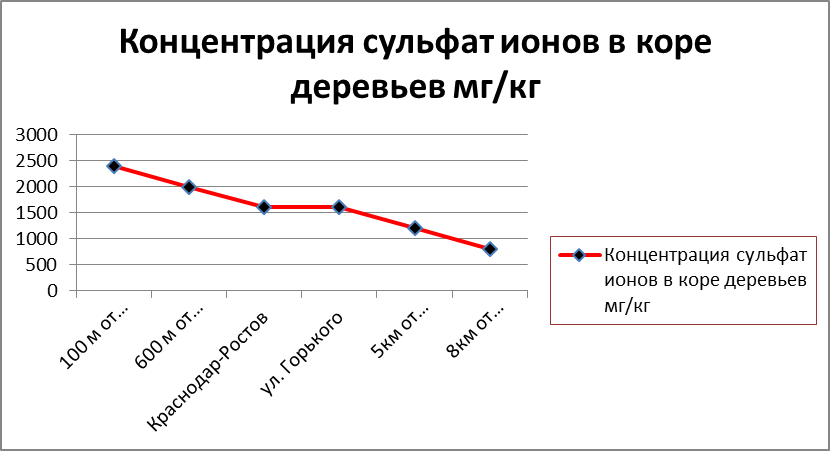 Концентрация сульфат ионов в коре
деревьев мг/кг
3000
2500
2000
1500
1000
500
0
100 м от...
600 м от...
Краснодар-Ростов
ул. Горького
5км от...
8км от...
Концентрация сульфат
ионов в коре деревьев
мг/кг